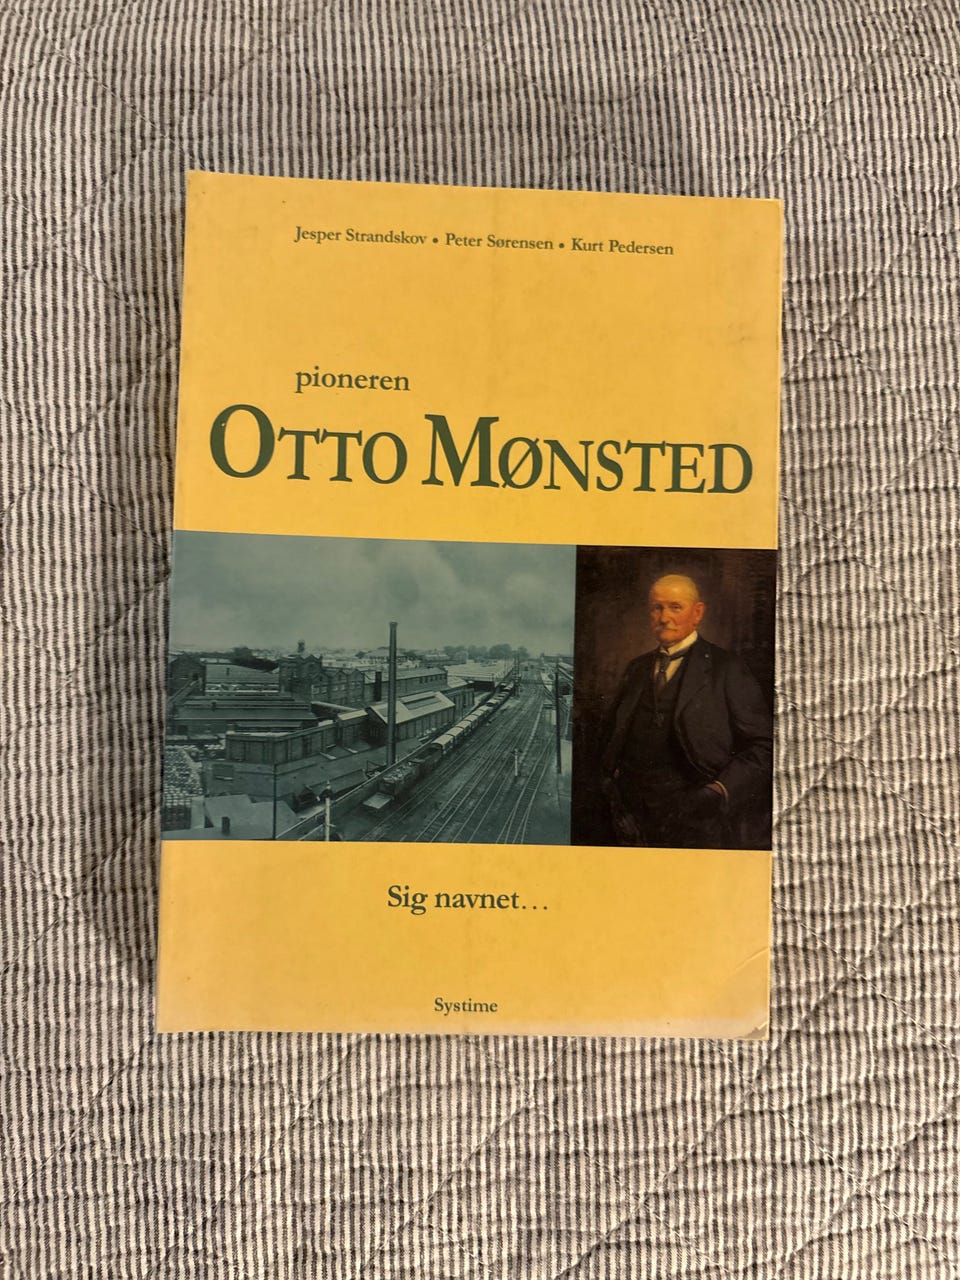 Jesper Strandskov • Peter Sørensen • Kurt Pedersen
pioneren
OTTO MØNSTED
Sig navnet...
Systime